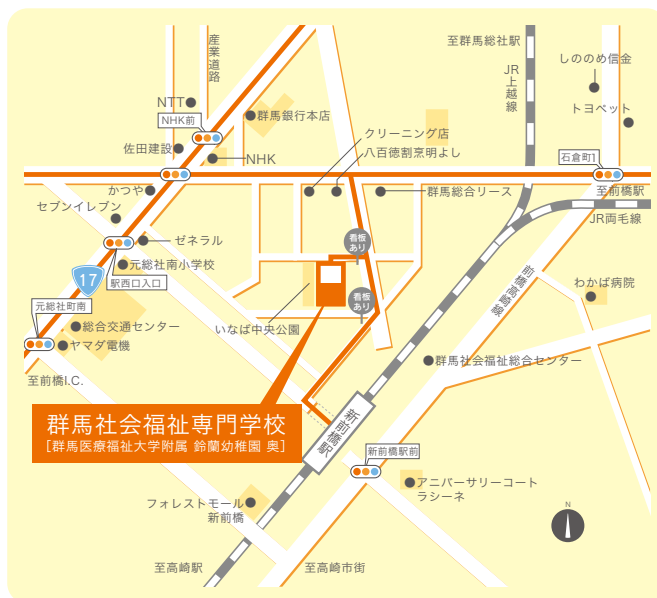 産業道路
至群馬総社駅
JR上越線
しののめ信金
トヨペット
NTT
NHK前
群馬銀行本店
クリーニング店
八百徳割烹明よし
佐田建設
NHK
石倉町1
かつや
群馬総合リース
至前橋駅
セブンイレブン
JR両毛線
ゼネラル
看板
あり
元総社南小学校
駅西口入口
17
前橋高崎線
わかば病院
看板
あり
元総社町南
総合交通センター
いなば中央公園
ヤマダ電機
群馬社会福祉総合センター
至前橋I.C.
群馬社会福祉専門学校
[群馬医療福祉大学附属 鈴蘭幼稚園 奥]
新前橋駅
新前橋駅前
アニバーサリーコート
ラシーネ
フォレストモール
新前橋
N
至高崎駅
至高崎市街